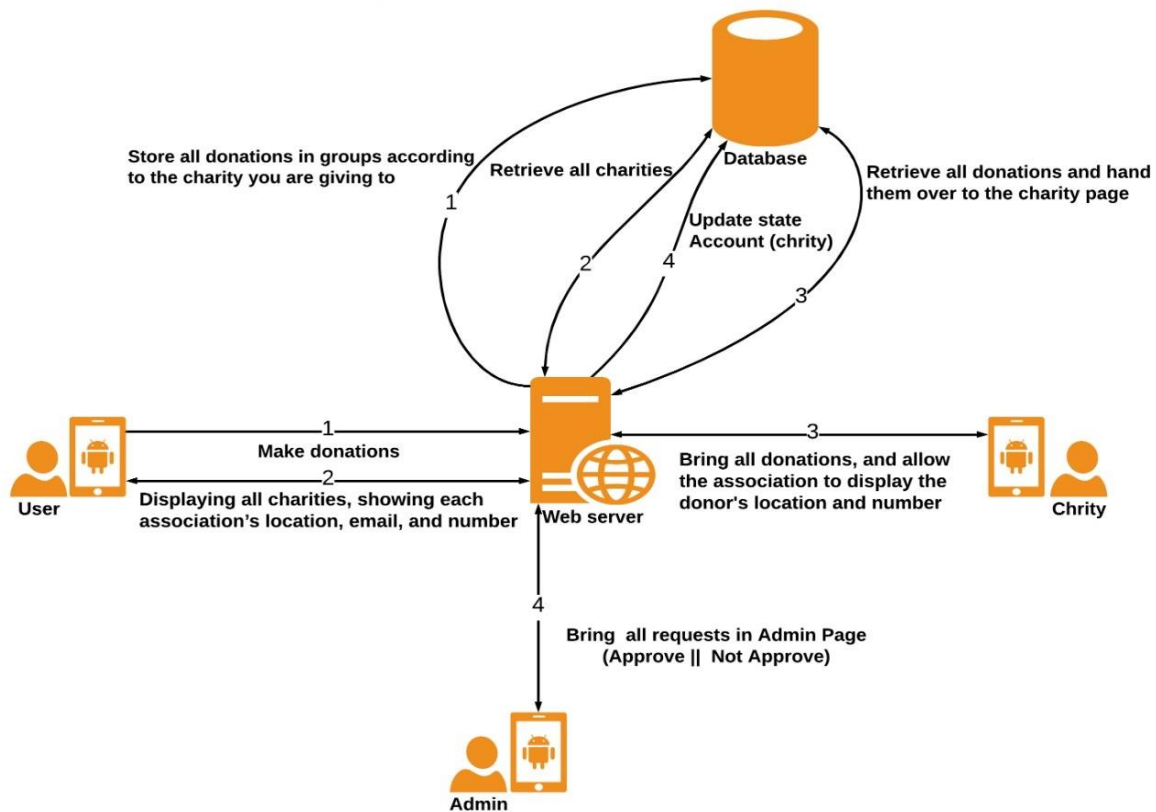 Database
Store all donations in groups according
to the charity you are giving to
Retrieve all charities
Retrieve all donations and hand
them over to the charity page
1
Update state
Account (chrity)
2
4
3
1
Make donations
2
Displaying all charities, showing each
association's location, email, and number
User
Web server
3
Bring all donations, and allow
the association to display the
donor's location and number
Chrity
4
Bring all requests in Admin Page
(Approve || Not Approve)
Admin